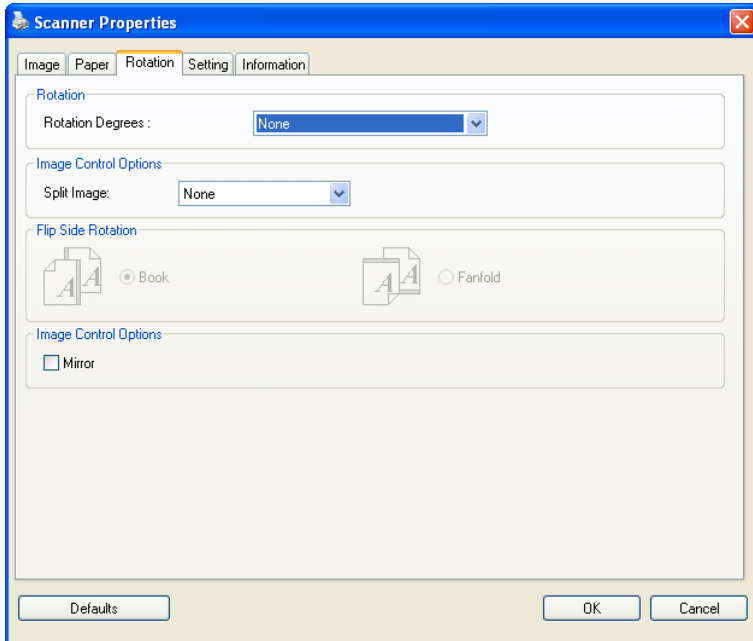 Scanner Properties
Image Paper Rotation Setting Information
Rotation
Rotation Degrees : None
Image Control Options
Split Image: None
Flip Side Rotation
A A Book A A Fanfold
Image Control Options
Mirror
Defaults OK Cancel